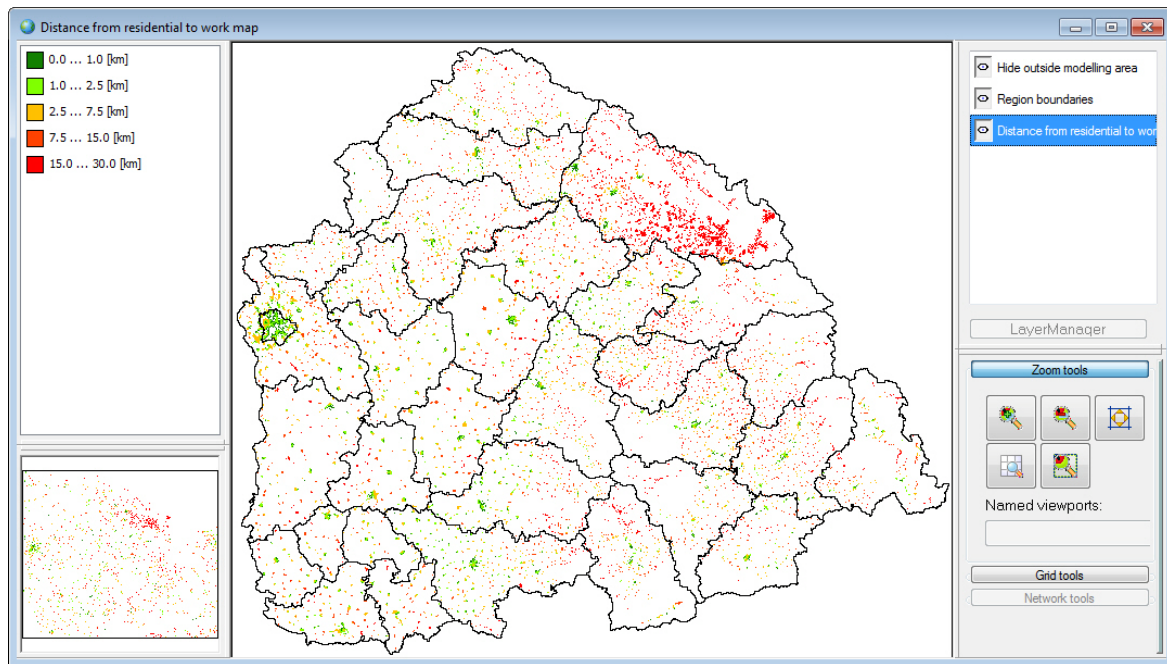 Distance from residential to work map
0.0 ... 1.0 [km]
1.0 ... 2.5 [km]
2.5 ... 7.5 [km]
7.5 ... 15.0 [km]
15.0 ... 30.0 [km]
Hide outside modelling area
Region boundaries
Distance from residential to wor
LayerManager
Zoom tools
Named viewports:
Grid tools
Network tools